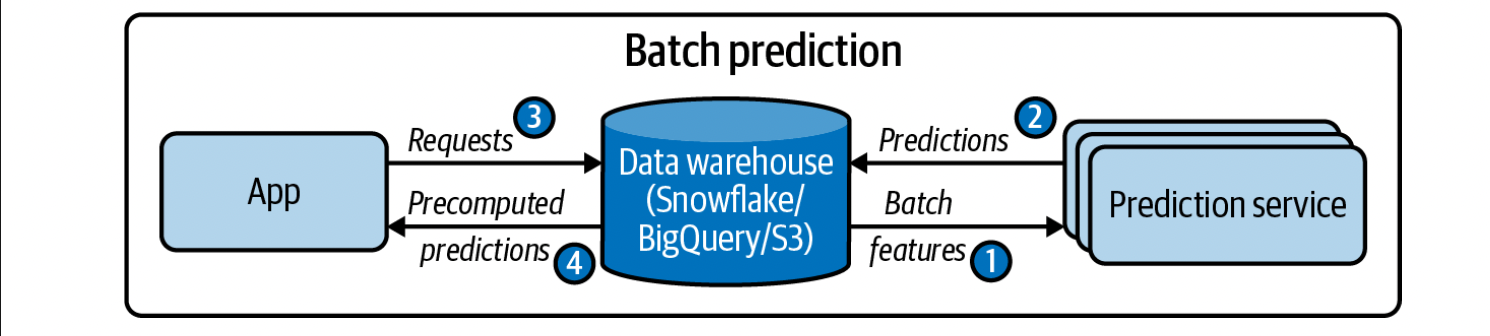 Batch prediction
App
Requests
3
Precomputed
predictions
4
Data warehouse
(Snowflake/
BigQuery/S3)
Predictions
2
Batch
features
1
Prediction service